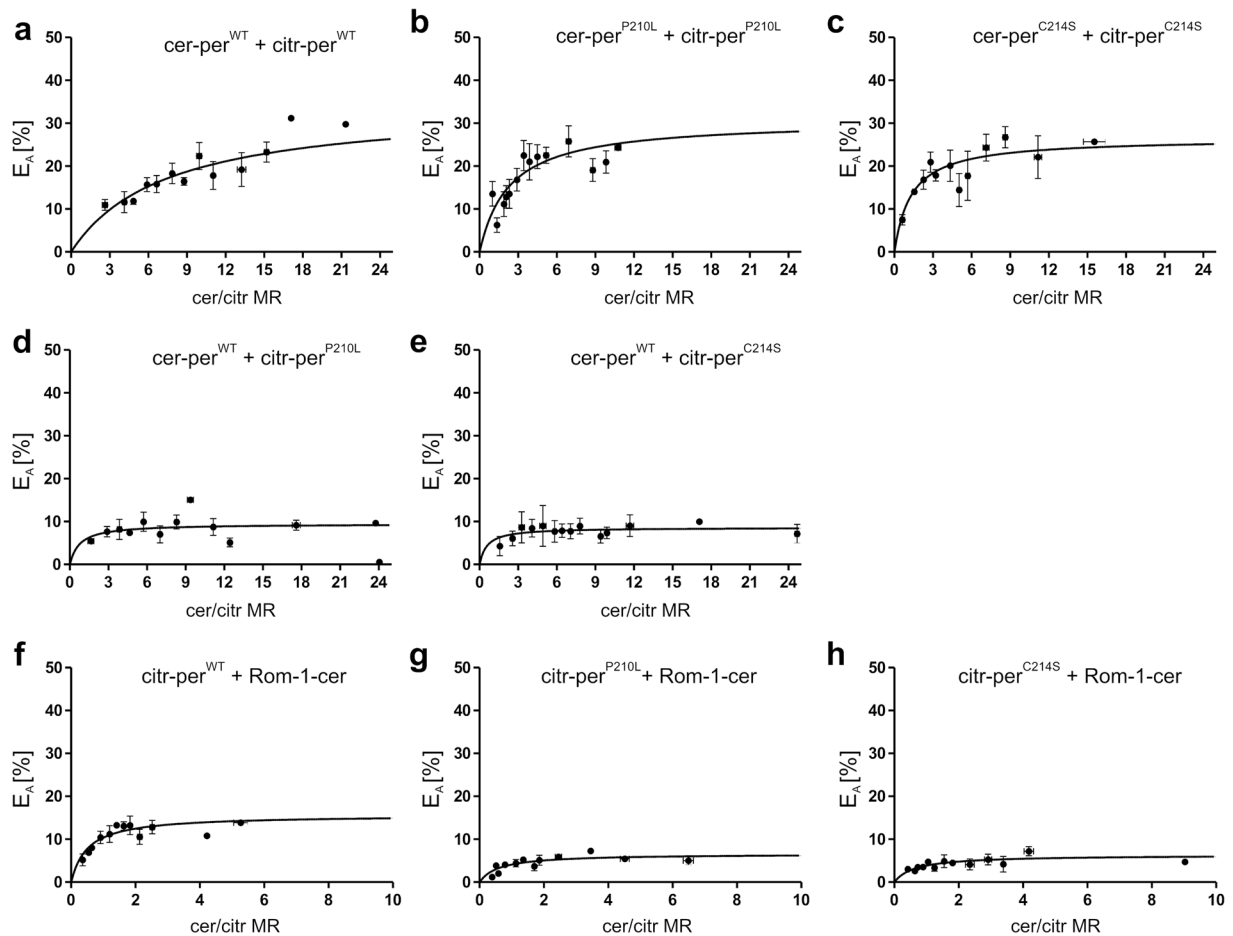 a
cer-per^WT + citr-per^WT
E_A [%]
50
40
30
20
10
0
0 3 6 9 12 15 18 21 24
cer/citr MR
b
cer-per^P210L + citr-per^P210L
E_A [%]
50
40
30
20
10
0
0 3 6 9 12 15 18 21 24
cer/citr MR
c
cer-per^C214S + citr-per^C214S
E_A [%]
50
40
30
20
10
0
0 3 6 9 12 15 18 21 24
cer/citr MR
d
cer-per^WT + citr-per^P210L
E_A [%]
50
40
30
20
10
0
0 3 6 9 12 15 18 21 24
cer/citr MR
e
cer-per^WT + citr-per^C214S
E_A [%]
50
40
30
20
10
0
0 3 6 9 12 15 18 21 24
cer/citr MR
f
citr-per^WT + Rom-1-cer
E_A [%]
50
40
30
20
10
0
0 2 4 6 8 10
cer/citr MR
g
citr-per^P210L + Rom-1-cer
E_A [%]
50
40
30
20
10
0
0 2 4 6 8 10
cer/citr MR
h
citr-per^C214S + Rom-1-cer
E_A [%]
50
40
30
20
10
0
0 2 4 6 8 10
cer/citr MR